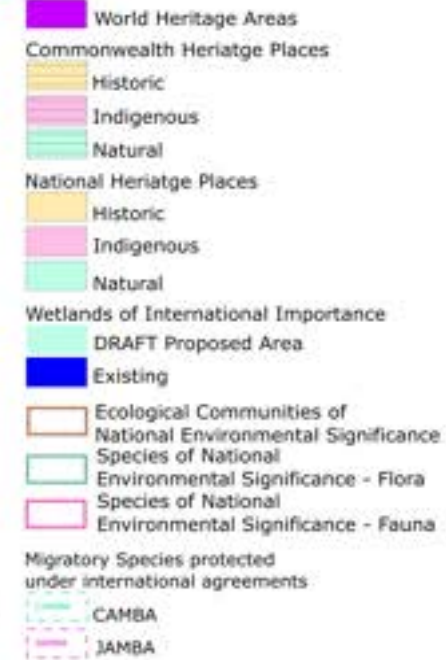 World Heritage Areas
Commonwealth Heriatge Places
Historic
Indigenous
Natural
National Heriatge Places
Historic
Indigenous
Natural
Wetlands of International Importance
DRAFT Proposed Area
Existing
Ecological Communities of
National Environmental Significance
Species of National
Environmental Significance - Flora
Species of National
Environmental Significance - Fauna
Migratory Species protected
under international agreements
CAMBA
JAMBA